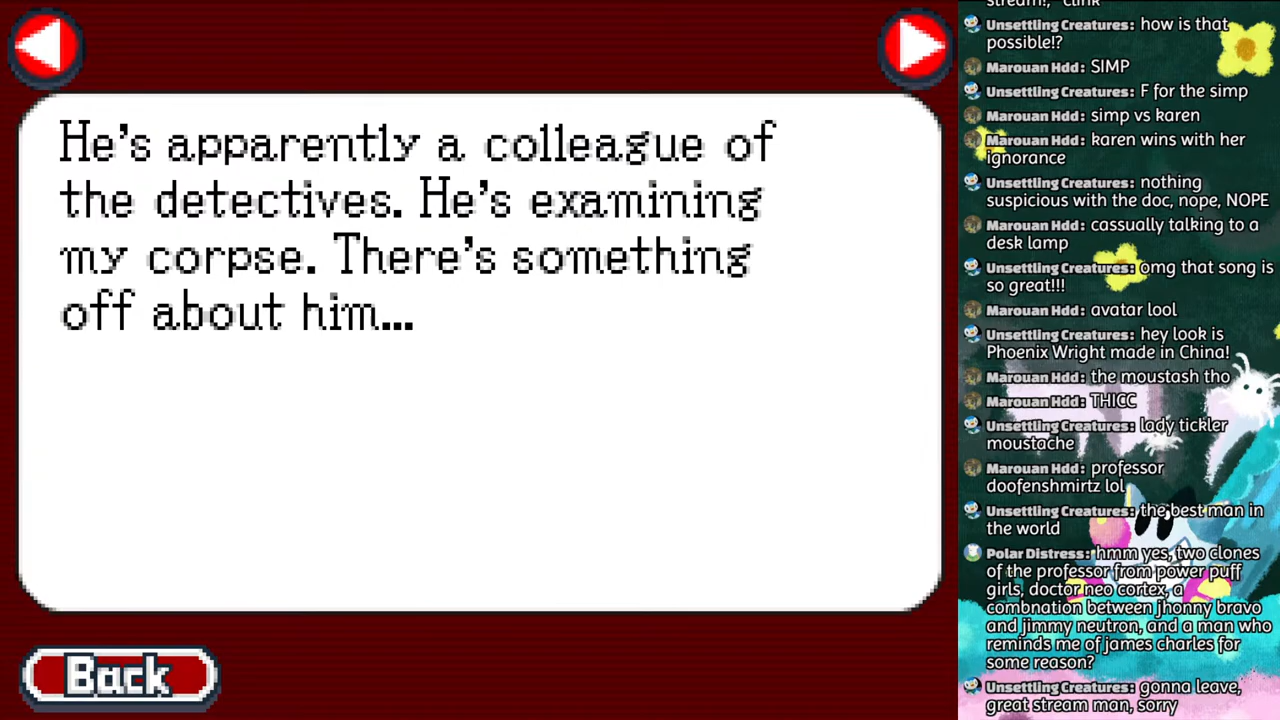 He's apparently a colleague of
the detectives. He's examining
my corpse. There's something
off about him...
Back
stream!, *clink*
Unsettling Creatures: how is that
possible!?
Marouan Hdd: SIMP
Unsettling Creatures: F for the simp
Marouan Hdd: simp vs karen
Marouan Hdd: karen wins with her
ignorance
Unsettling Creatures: nothing
suspicious with the doc, nope, NOPE
Marouan Hdd: cassually talking to a
desk lamp
Unsettling Creatures: omg that song is
so great!!!
Marouan Hdd: avatar lool
Unsettling Creatures: hey look is
Phoenix Wright made in China!
Marouan Hdd: the moustash tho
Marouan Hdd: THICC
Unsettling Creatures: lady tickler
moustache
Marouan Hdd: professor
doofenshmirtz lol
Unsettling Creatures: the best man in
the world
Polar Distress: hmm yes, two clones
of the professor from power puff
girls, doctor neo cortex, a
combnation between jhonny bravo
and jimmy neutron, and a man who
reminds me of james charles for
some reason?
Unsettling Creatures: gonna leave,
great stream man, sorry